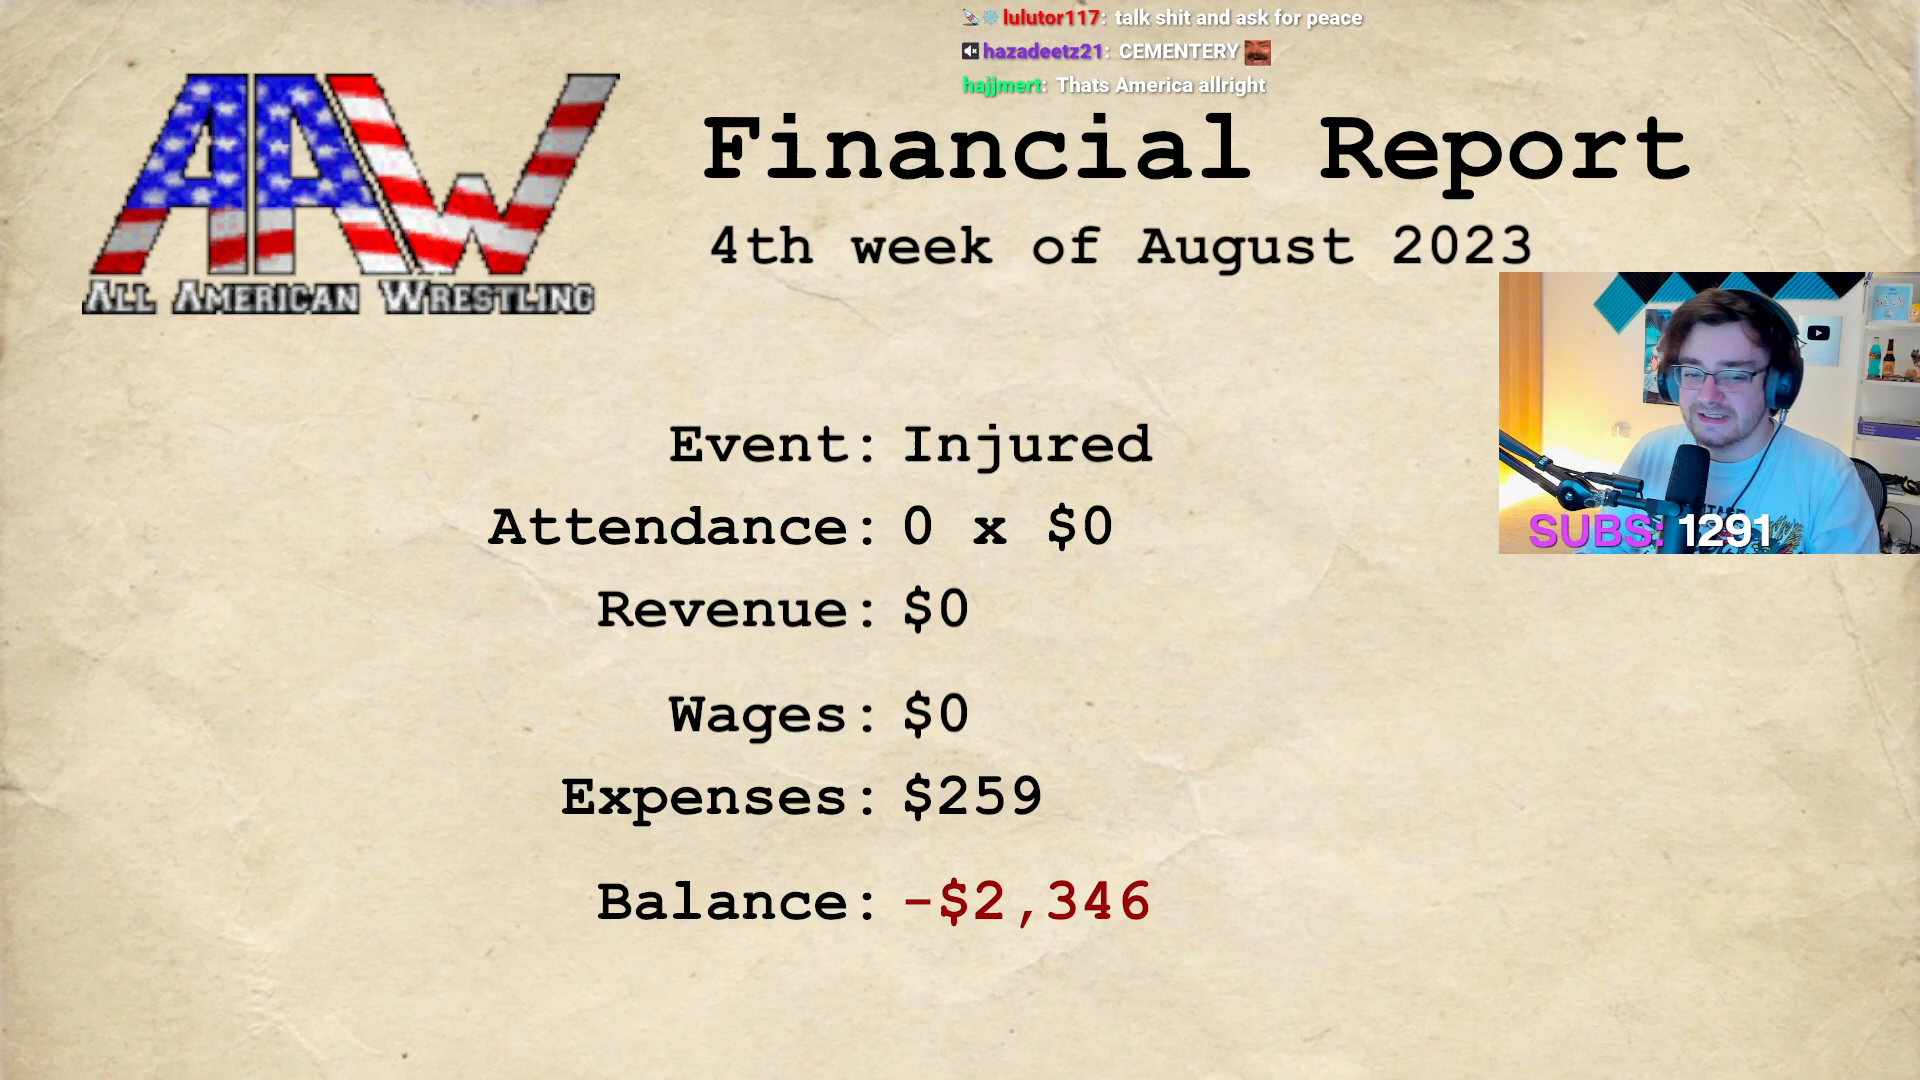 lulutor117: talk shit and ask for peace
hazadeetz21: CEMENTERY
hajjmert: Thats America allright
AAW
ALL AMERICAN WRESTLING
Financial Report
4th week of August 2023
Event: Injured
Attendance: 0 x $0
Revenue: $0
Wages: $0
Expenses: $259
Balance: -$2,346
SUBS: 1291